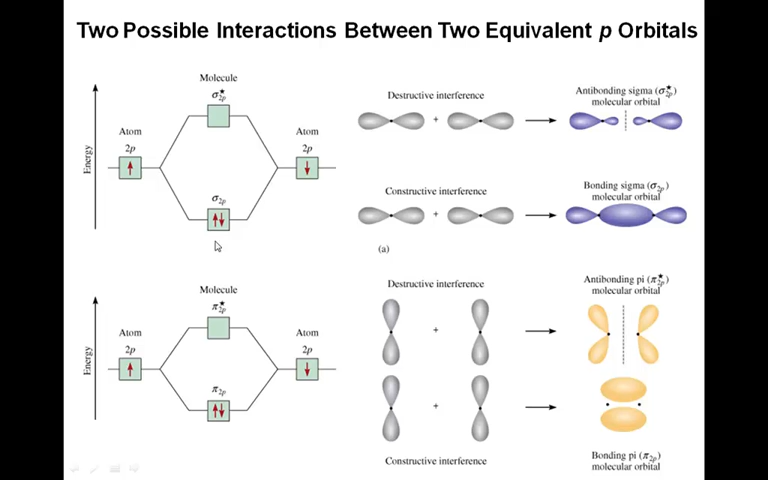 Two Possible Interactions Between Two Equivalent p Orbitals
Molecule
σ★2p
Atom
2p
Atom
2p
Energy
σ2p
Destructive interference
+
Antibonding sigma (σ★2p)
molecular orbital
Constructive interference
+
Bonding sigma (σ2p)
molecular orbital
(a)
Molecule
π★2p
Atom
2p
Atom
2p
Energy
π2p
Destructive interference
+
Antibonding pi (π★2p)
molecular orbital
+
Constructive interference
Bonding pi (π2p)
molecular orbital